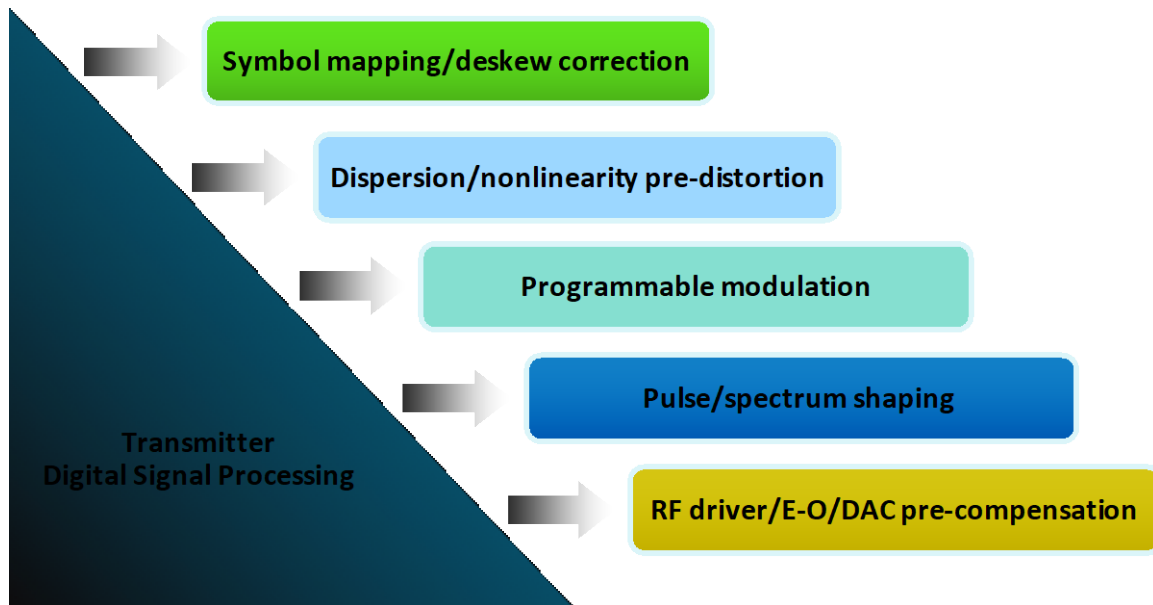 Symbol mapping/deskew correction
Dispersion/nonlinearity pre-distortion
Programmable modulation
Pulse/spectrum shaping
Transmitter
Digital Signal Processing
RF driver/E-O/DAC pre-compensation